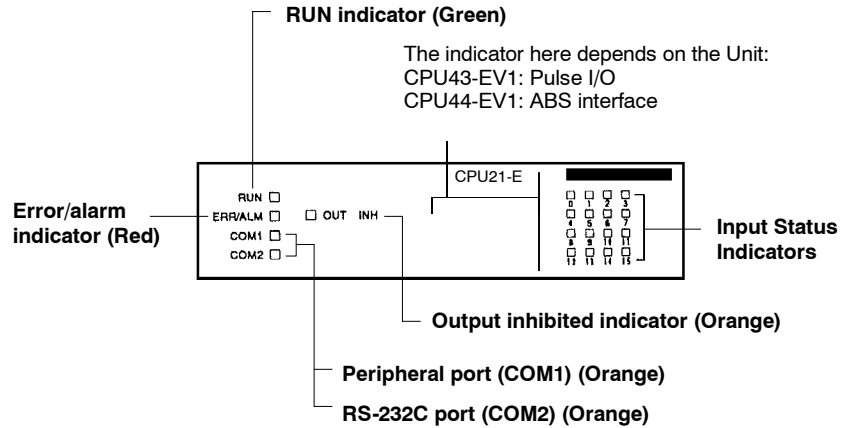 RUN indicator (Green)
The indicator here depends on the Unit:
CPU43-EV1: Pulse I/O
CPU44-EV1: ABS interface
CPU21-E
RUN
ERR/ALM
OUT INH
COM1
COM2
0 1 2 3
4 5 6 7
8 9 10 11
12 13 14 15
Error/alarm
indicator (Red)
Input Status
Indicators
Output inhibited indicator (Orange)
Peripheral port (COM1) (Orange)
RS-232C port (COM2) (Orange)